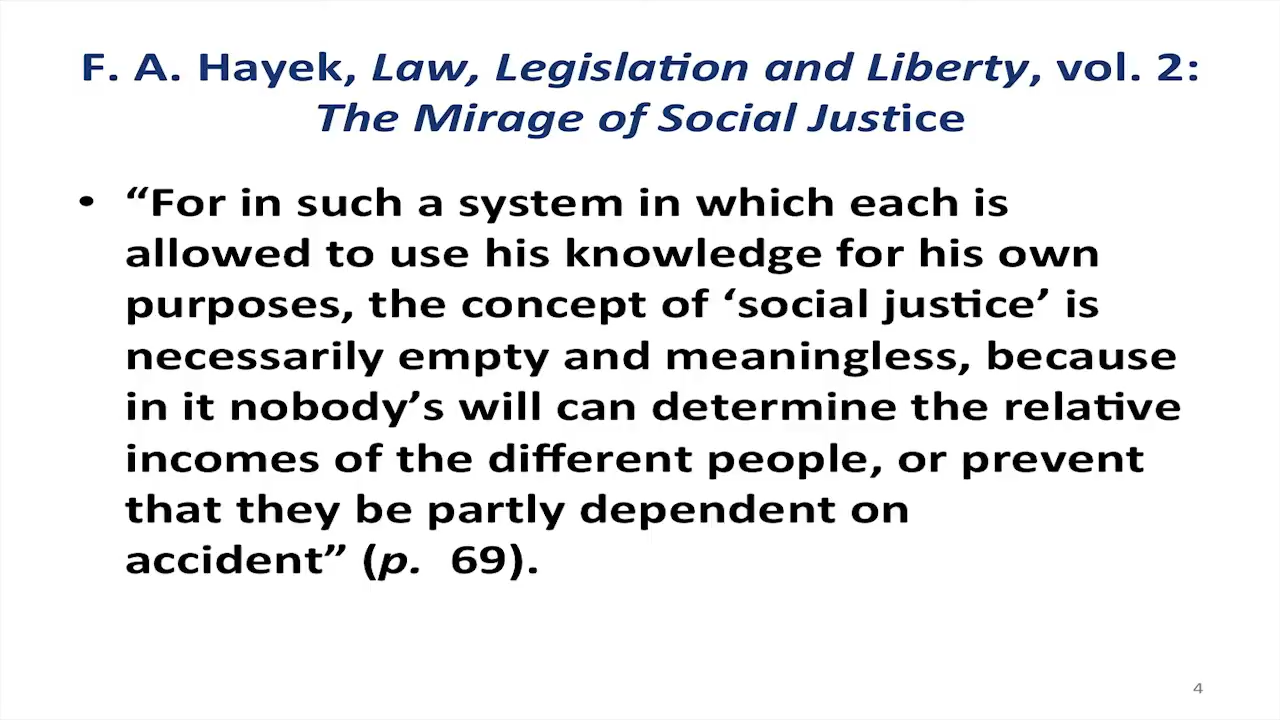 F. A. Hayek, Law, Legislation and Liberty, vol. 2:
The Mirage of Social Justice
• “For in such a system in which each is
allowed to use his knowledge for his own
purposes, the concept of ‘social justice’ is
necessarily empty and meaningless, because
in it nobody’s will can determine the relative
incomes of the different people, or prevent
that they be partly dependent on
accident” (p. 69).
4